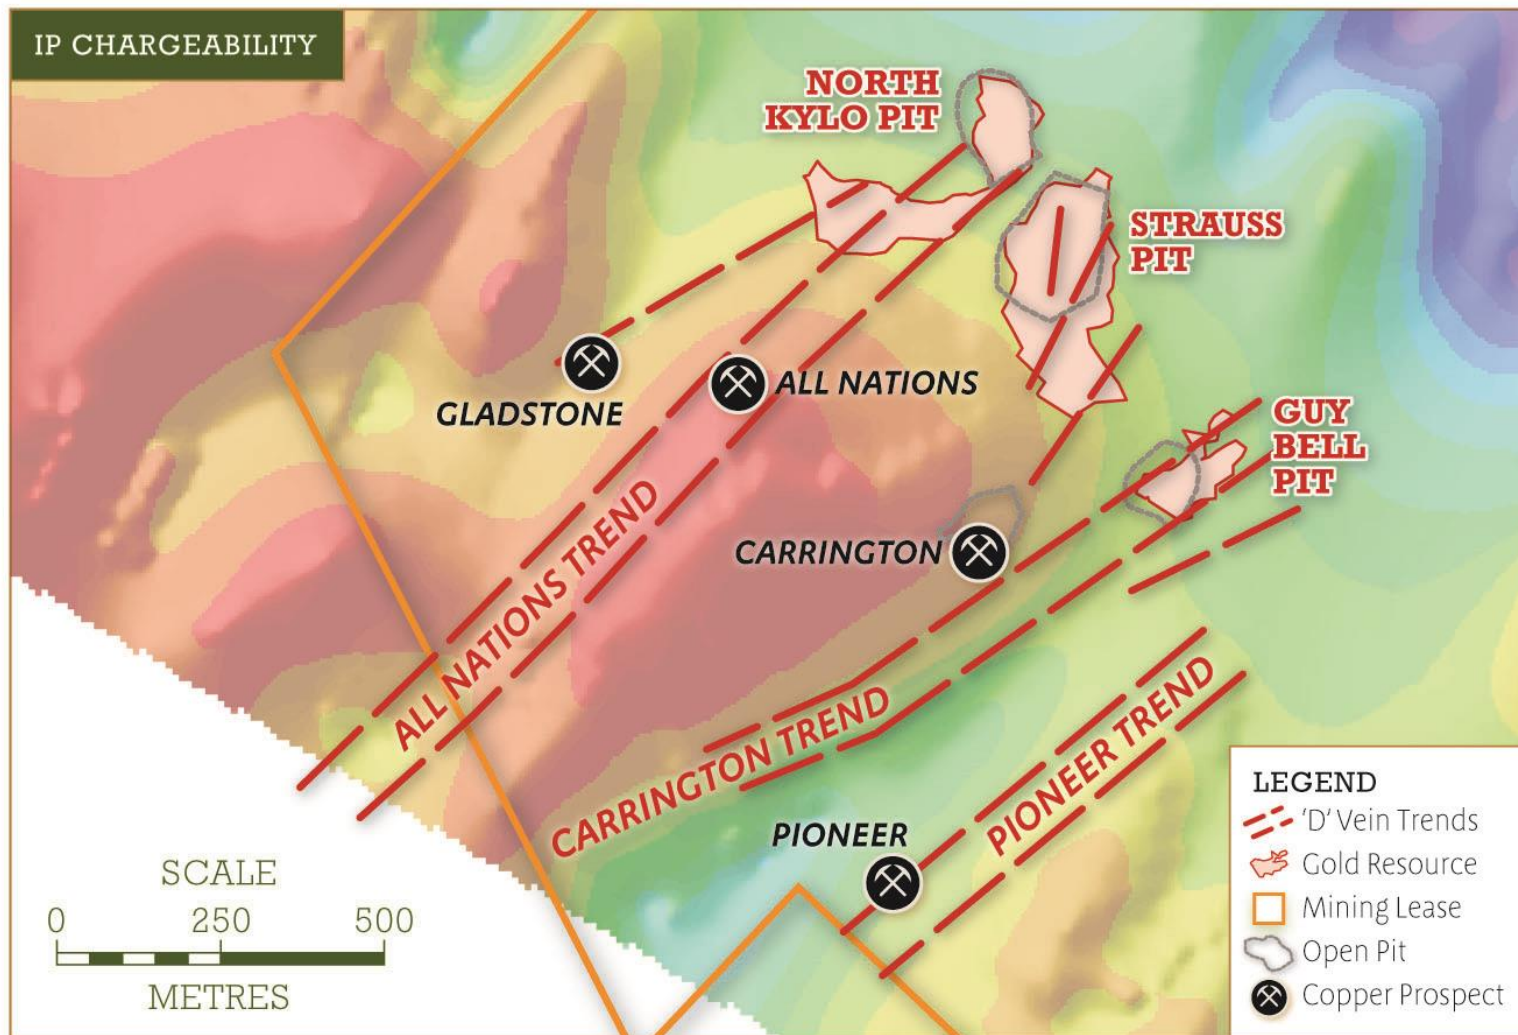 IP CHARGEABILITY
NORTH
KYLO PIT
STRAUSS
PIT
GLADSTONE
ALL NATIONS
GUY
BELL
PIT
CARRINGTON
ALL NATIONS TREND
CARRINGTON TREND
PIONEER TREND
PIONEER
SCALE
0 250 500
METRES
LEGEND
'D' Vein Trends
Gold Resource
Mining Lease
Open Pit
Copper Prospect